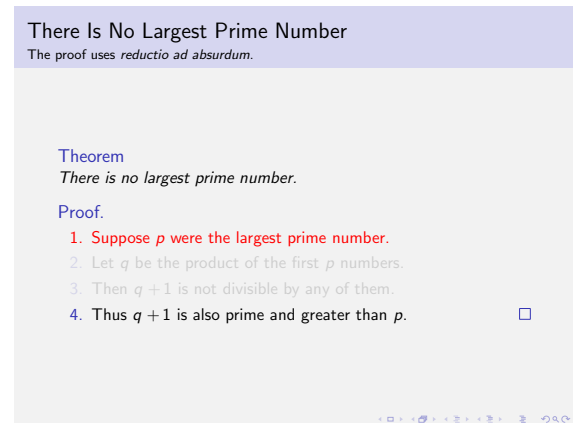 There Is No Largest Prime Number
The proof uses reductio ad absurdum.
Theorem
There is no largest prime number.
Proof.
1. Suppose p were the largest prime number.
2. Let q be the product of the first p numbers.
3. Then q + 1 is not divisible by any of them.
4. Thus q + 1 is also prime and greater than p.